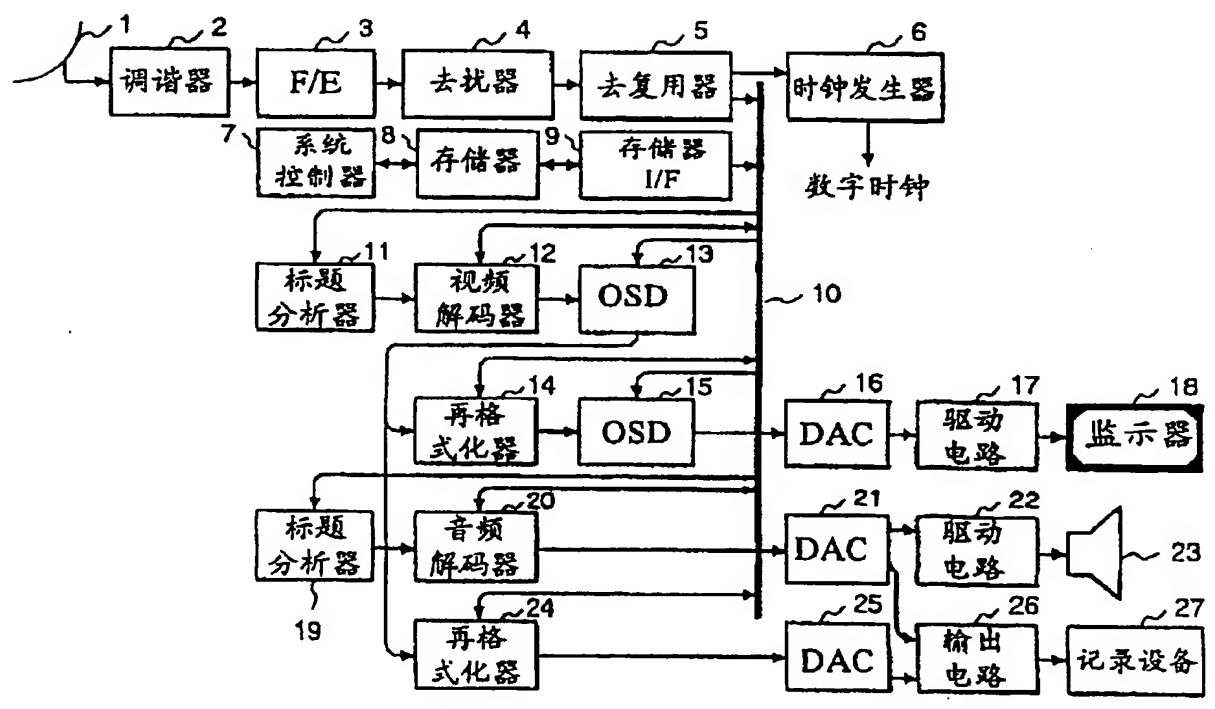 1
2
3
4
5
6
调谐器
F/E
去扰器
去复用器
时钟发生器
7
8
9
系统
控制器
存储器
存储器
I/F
数字时钟
11
12
13
标题
分析器
视频
解码器
OSD
10
14
15
16
17
18
再格
式化器
OSD
DAC
驱动
电路
监示器
20
21
22
标题
分析器
音频
解码器
DAC
驱动
电路
23
19
24
25
26
27
再格
式化器
DAC
输出
电路
记录设备